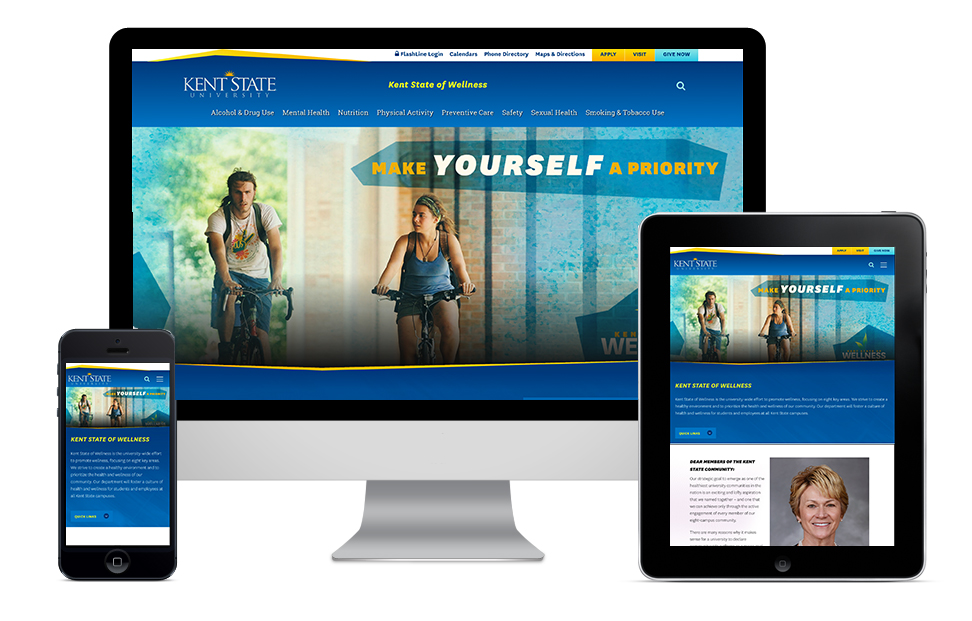 FlashLine Login Calendars Phone Directory Maps & Directions APPLY VISIT GIVE NOW
KENT STATE
UNIVERSITY
Kent State of Wellness
Alcohol & Drug Use Mental Health Nutrition Physical Activity Preventive Care Safety Sexual Health Smoking & Tobacco Use
MAKE YOURSELF A PRIORITY
KEN
WE
KENT STATE
UNIVERSITY
MAKE YOURSELF A PRIORITY
KENT STATE OF WELLNESS
Kent State of Wellness is the university-wide effort
to promote wellness, focusing on eight key areas.
We strive to create a healthy environment and to
prioritize the health and wellness of our
community. Our department will foster a culture of
health and wellness for students and employees at
all Kent State campuses.
QUICK LINKS
APPLY VISIT GIVE NOW
KENT STATE
UNIVERSITY
MAKE YOURSELF A PRIORITY
WELLNESS
KENT STATE OF WELLNESS
Kent State of Wellness is the university-wide effort to promote wellness, focusing on eight key areas. We strive to create a
healthy environment and to prioritize the health and wellness of our community. Our department will foster a culture of
health and wellness for students and employees at all Kent State campuses.
QUICK LINKS
DEAR MEMBERS OF THE KENT
STATE COMMUNITY:
Our strategic goal to emerge as one of the
healthiest university communities in the
nation is an exciting and lofty aspiration
that we named together – and one that
we can achieve only through the active
engagement of every member of our
eight-campus community.
There are many reasons why it makes
sense for a university to declare